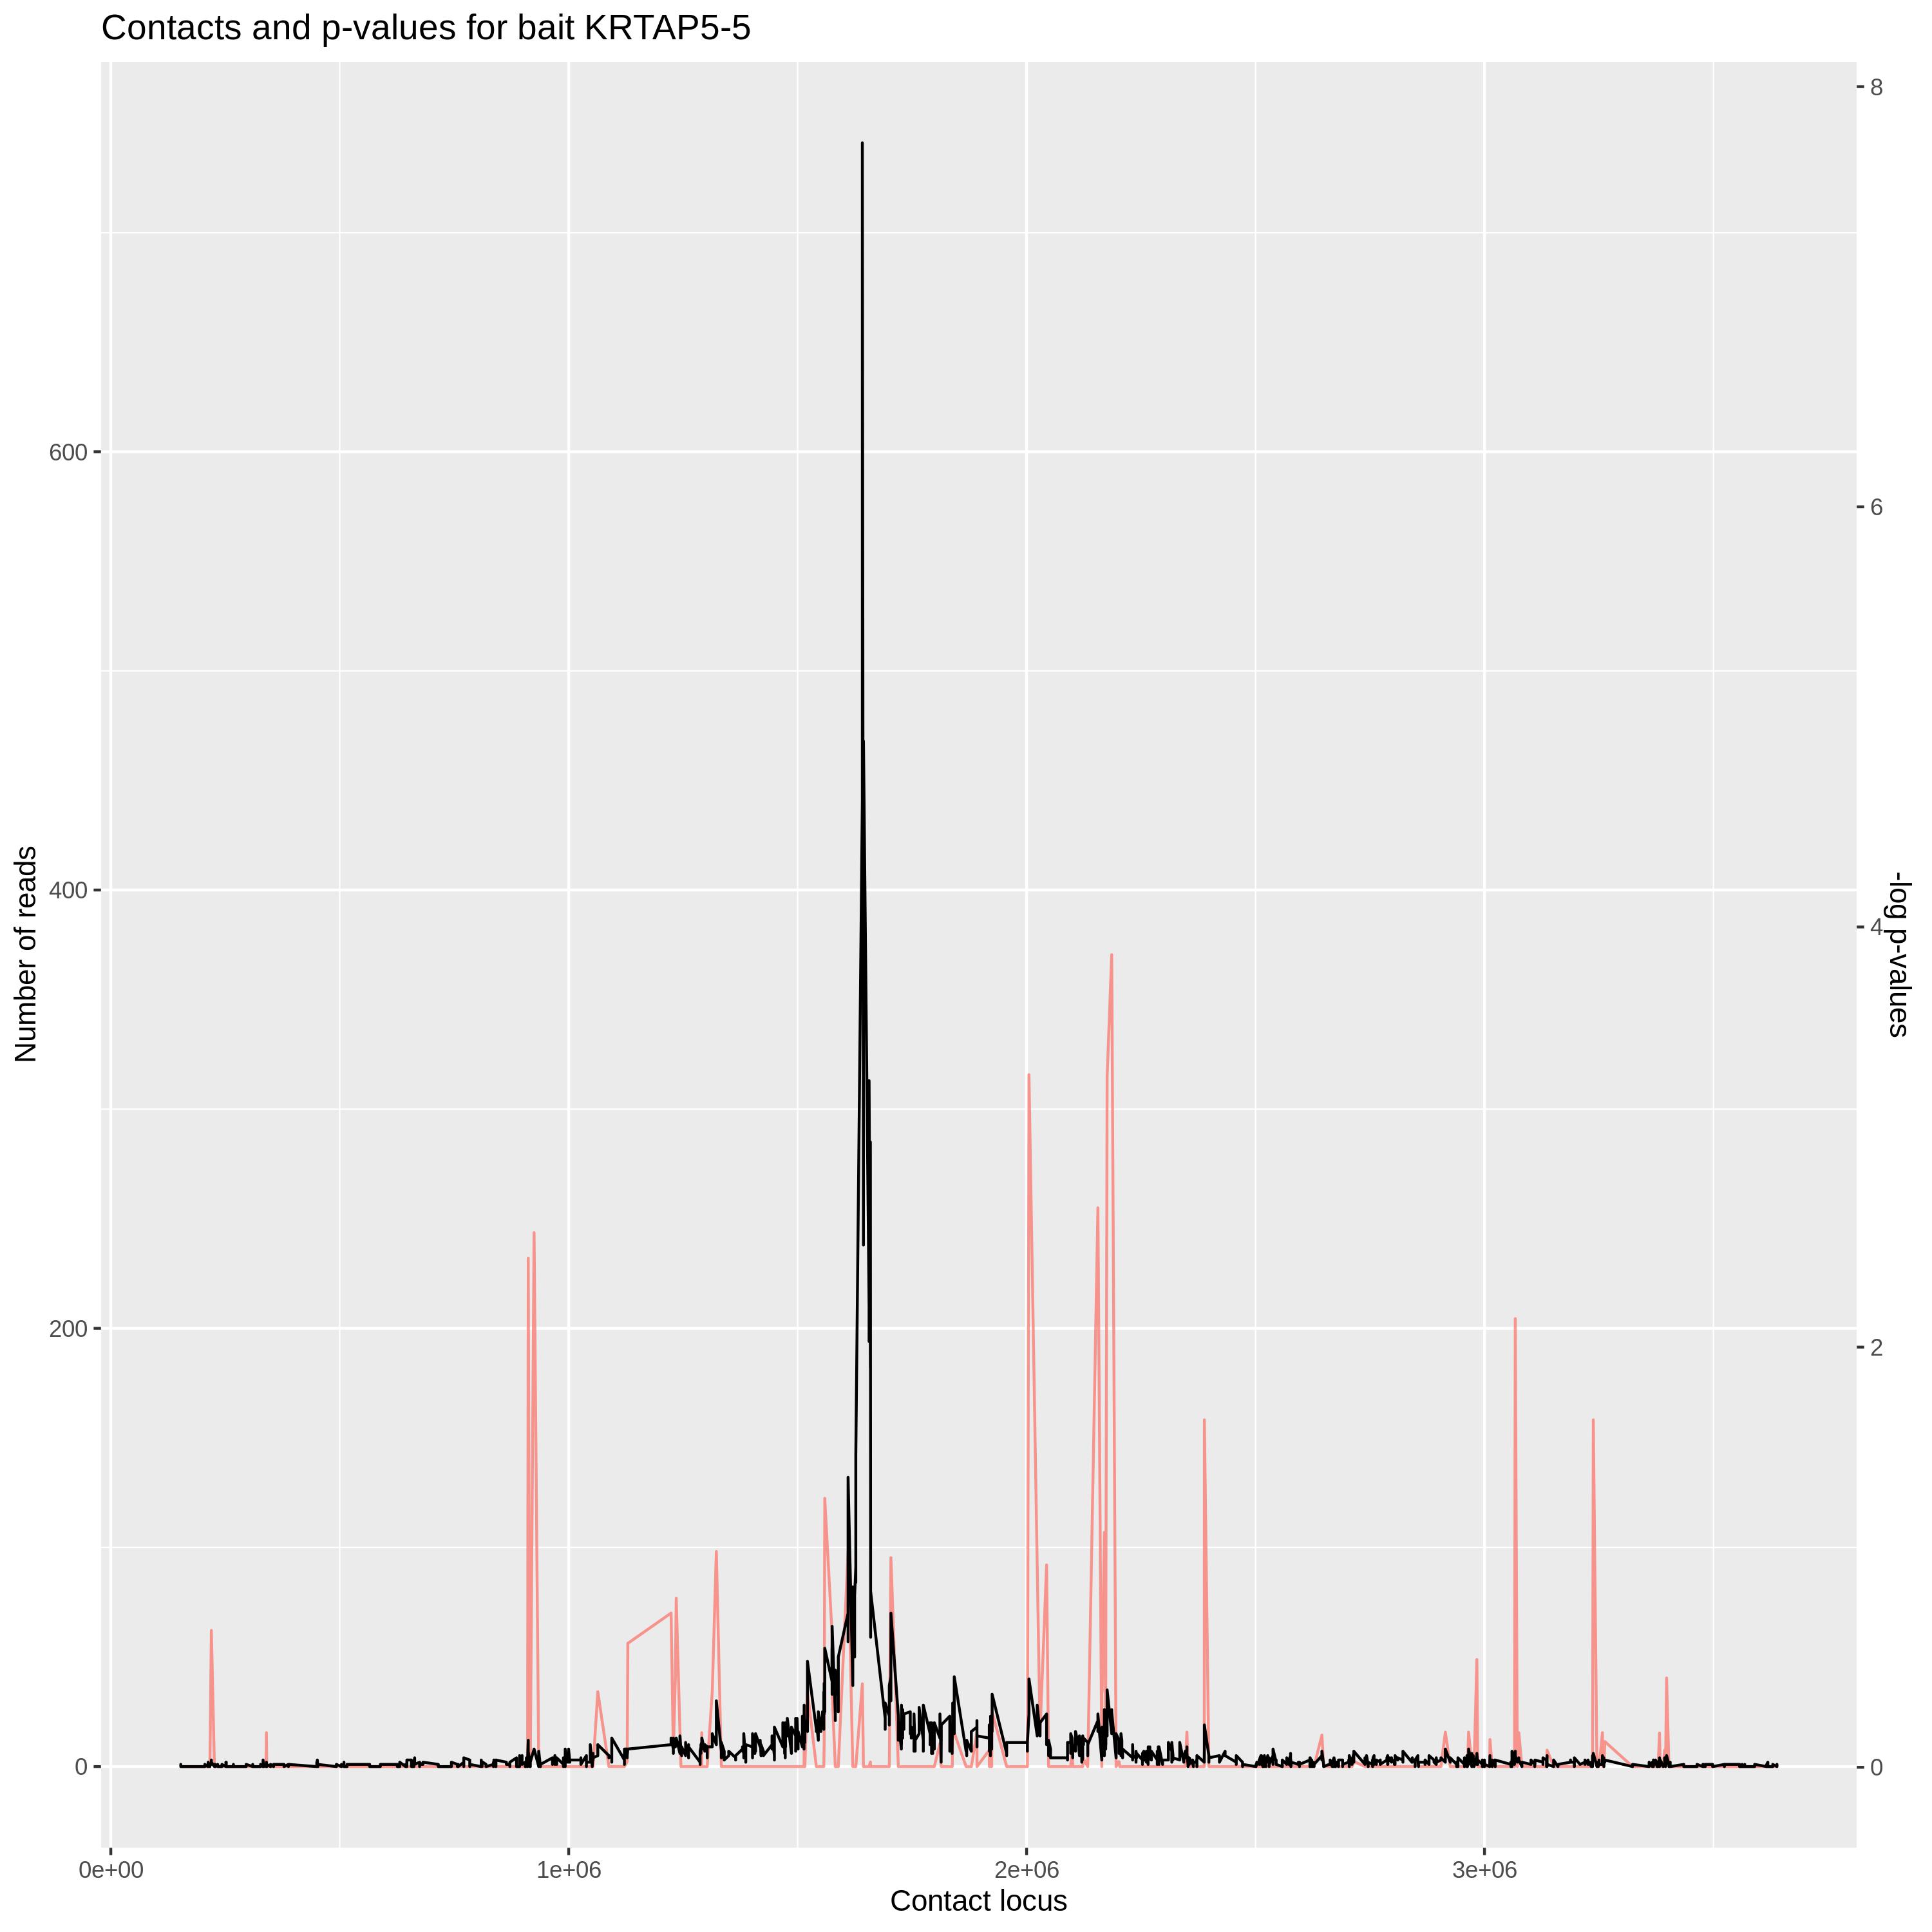 Contacts and p-values for bait KRTAP5-5
8
600
6
Number of reads
400
4
-log p-values
200
2
0
0
0e+00
1e+06
2e+06
3e+06
Contact locus